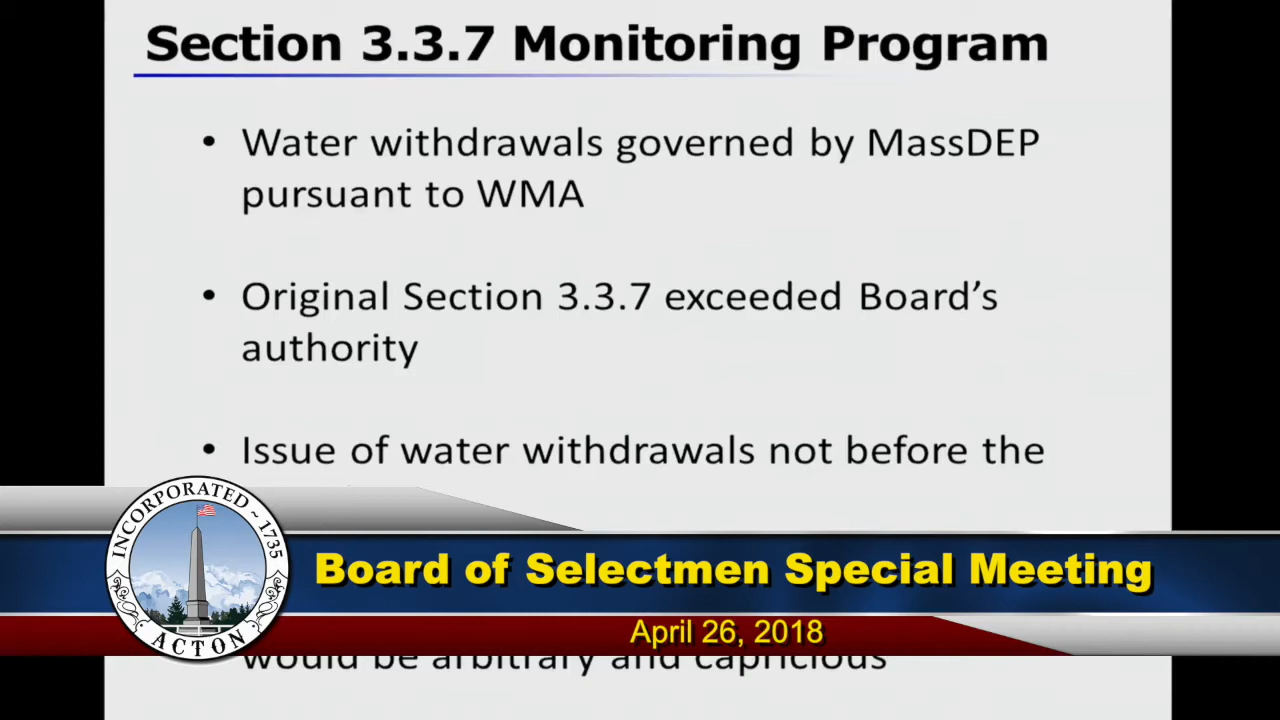 Section 3.3.7 Monitoring Program
• Water withdrawals governed by MassDEP
pursuant to WMA
• Original Section 3.3.7 exceeded Board's
authority
• Issue of water withdrawals not before the
INCORPORATED ~ 1735
ACTON
Board of Selectmen Special Meeting
April 26, 2018
would be arbitrary and capricious